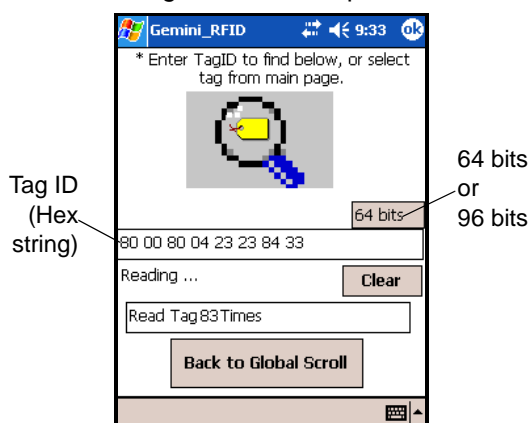 Gemini_RFID 9:33 ok
* Enter TagID to find below, or select
tag from main page.
64 bits
or
96 bits
Tag ID
(Hex
string)
64 bits
80 00 80 04 23 23 84 33
Reading ...
Clear
Read Tag83Times
Back to Global Scroll